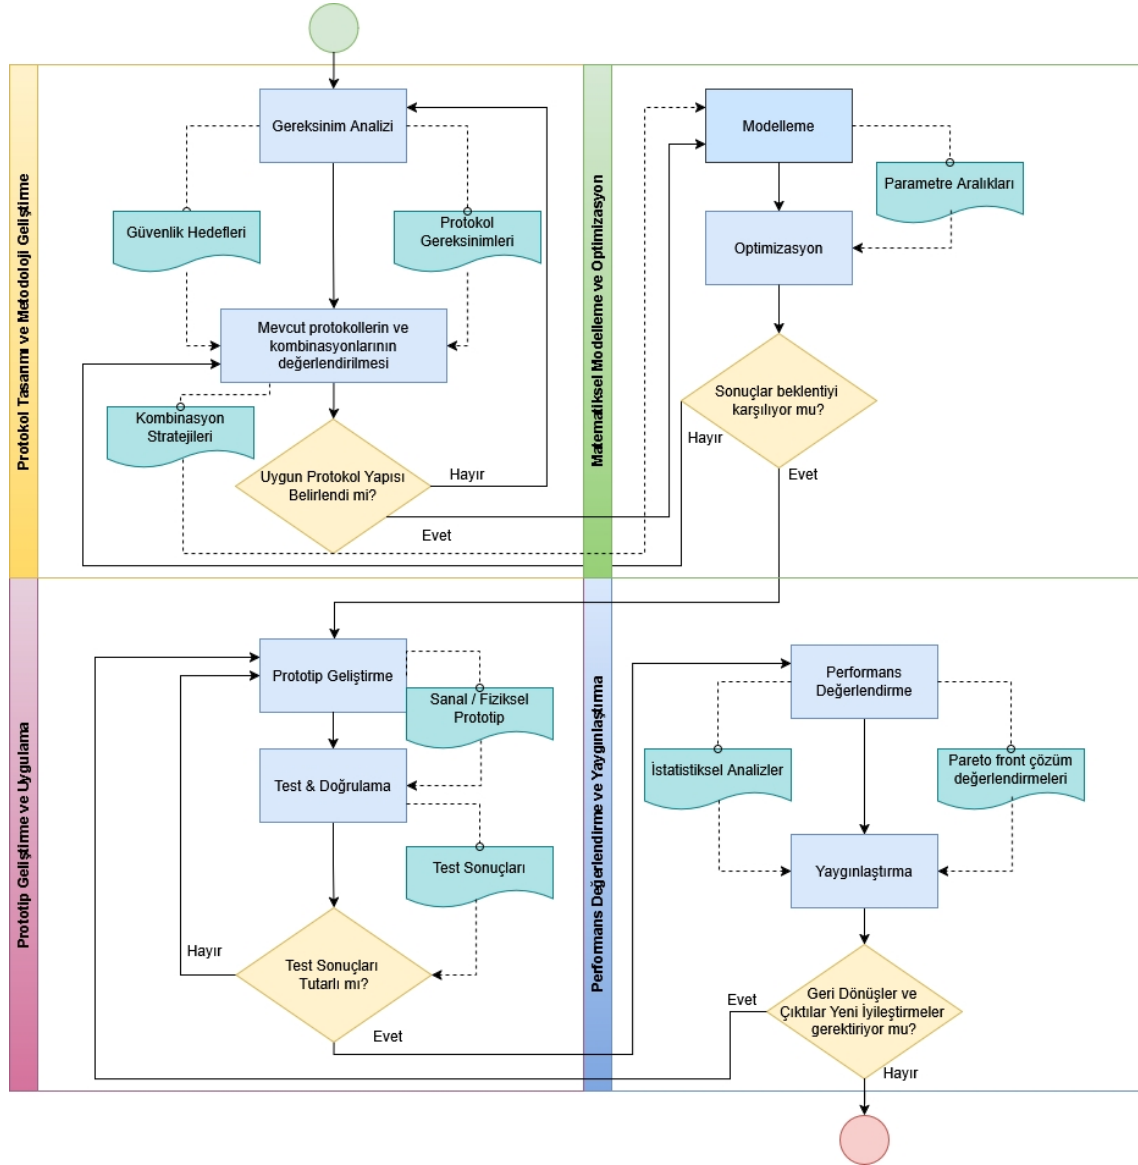 Protokol Tasarımı ve Metodoloji Geliştirme
Gereksinim Analizi
Güvenlik Hedefleri
Protokol
Gereksinimleri
Mevcut protokollerin ve
kombinasyonlarının
değerlendirilmesi
Kombinasyon
Stratejileri
Uygun Protokol Yapısı
Belirlendi mi?
Hayır
Evet
Matematiksel Modelleme ve Optimizasyon
Modelleme
Parametre Aralıkları
Optimizasyon
Sonuçlar beklentiyi
karşılıyor mu?
Hayır
Evet
Prototip Geliştirme ve Uygulama
Prototip Geliştirme
Sanal / Fiziksel
Prototip
Test & Doğrulama
Test Sonuçları
Test Sonuçları
Tutarlı mı?
Hayır
Evet
Performans Değerlendirme ve Yaygınlaştırma
Performans
Değerlendirme
İstatistiksel Analizler
Pareto front çözüm
değerlendirmeleri
Yaygınlaştırma
Geri Dönüşler ve
Çıktılar Yeni İyileştirmeler
gerektiriyor mu?
Evet
Hayır